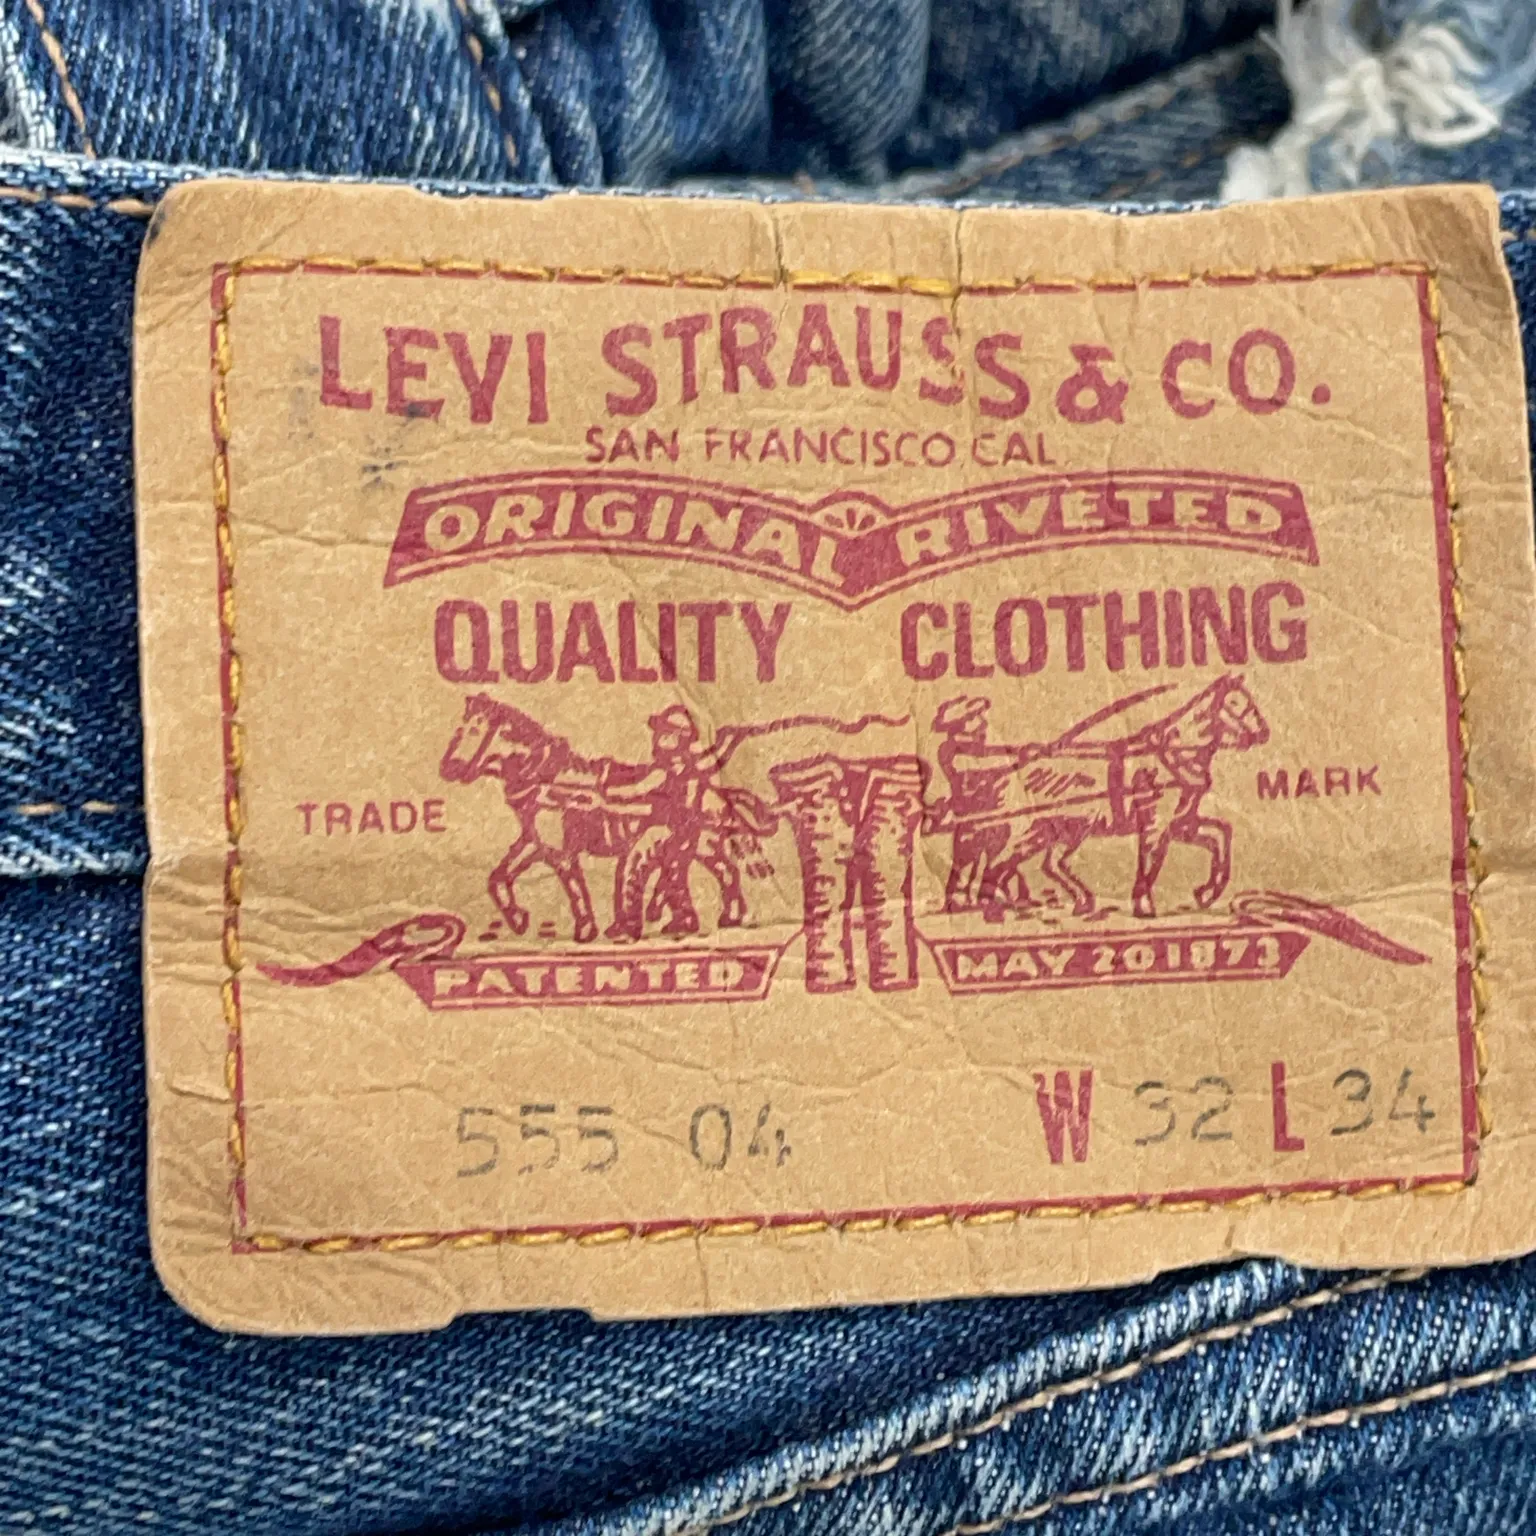 LEVI STRAUSS & CO.
SAN FRANCISCO CAL.
ORIGINAL RIVETED
QUALITY CLOTHING
TRADE MARK
PATENTED MAY 20 1873
555 04 W 32 L 34